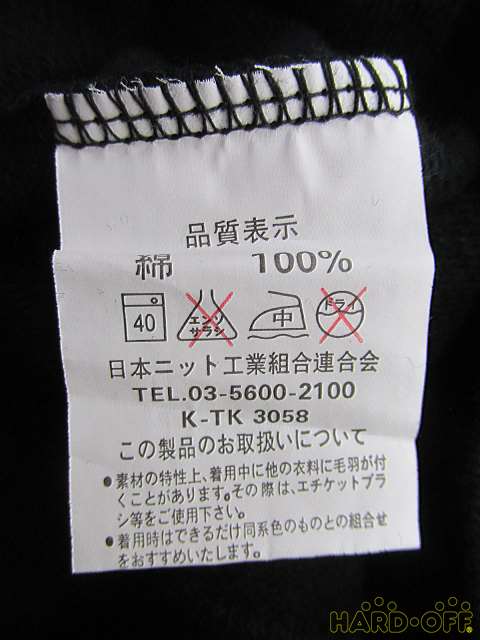 品質表示
綿 100%
40 エンソサラシ 中 ドライ
日本ニット工業組合連合会
TEL.03-5600-2100
K-TK 3058
この製品のお取扱いについて
●素材の特性上、着用中に他の衣料に毛羽が付
くことがあります。その際は、エチケットブラ
シ等をご使用下さい。
●着用時はできるだけ同系色のものとの組合せ
をおすすめいたします。
HARD・OFF